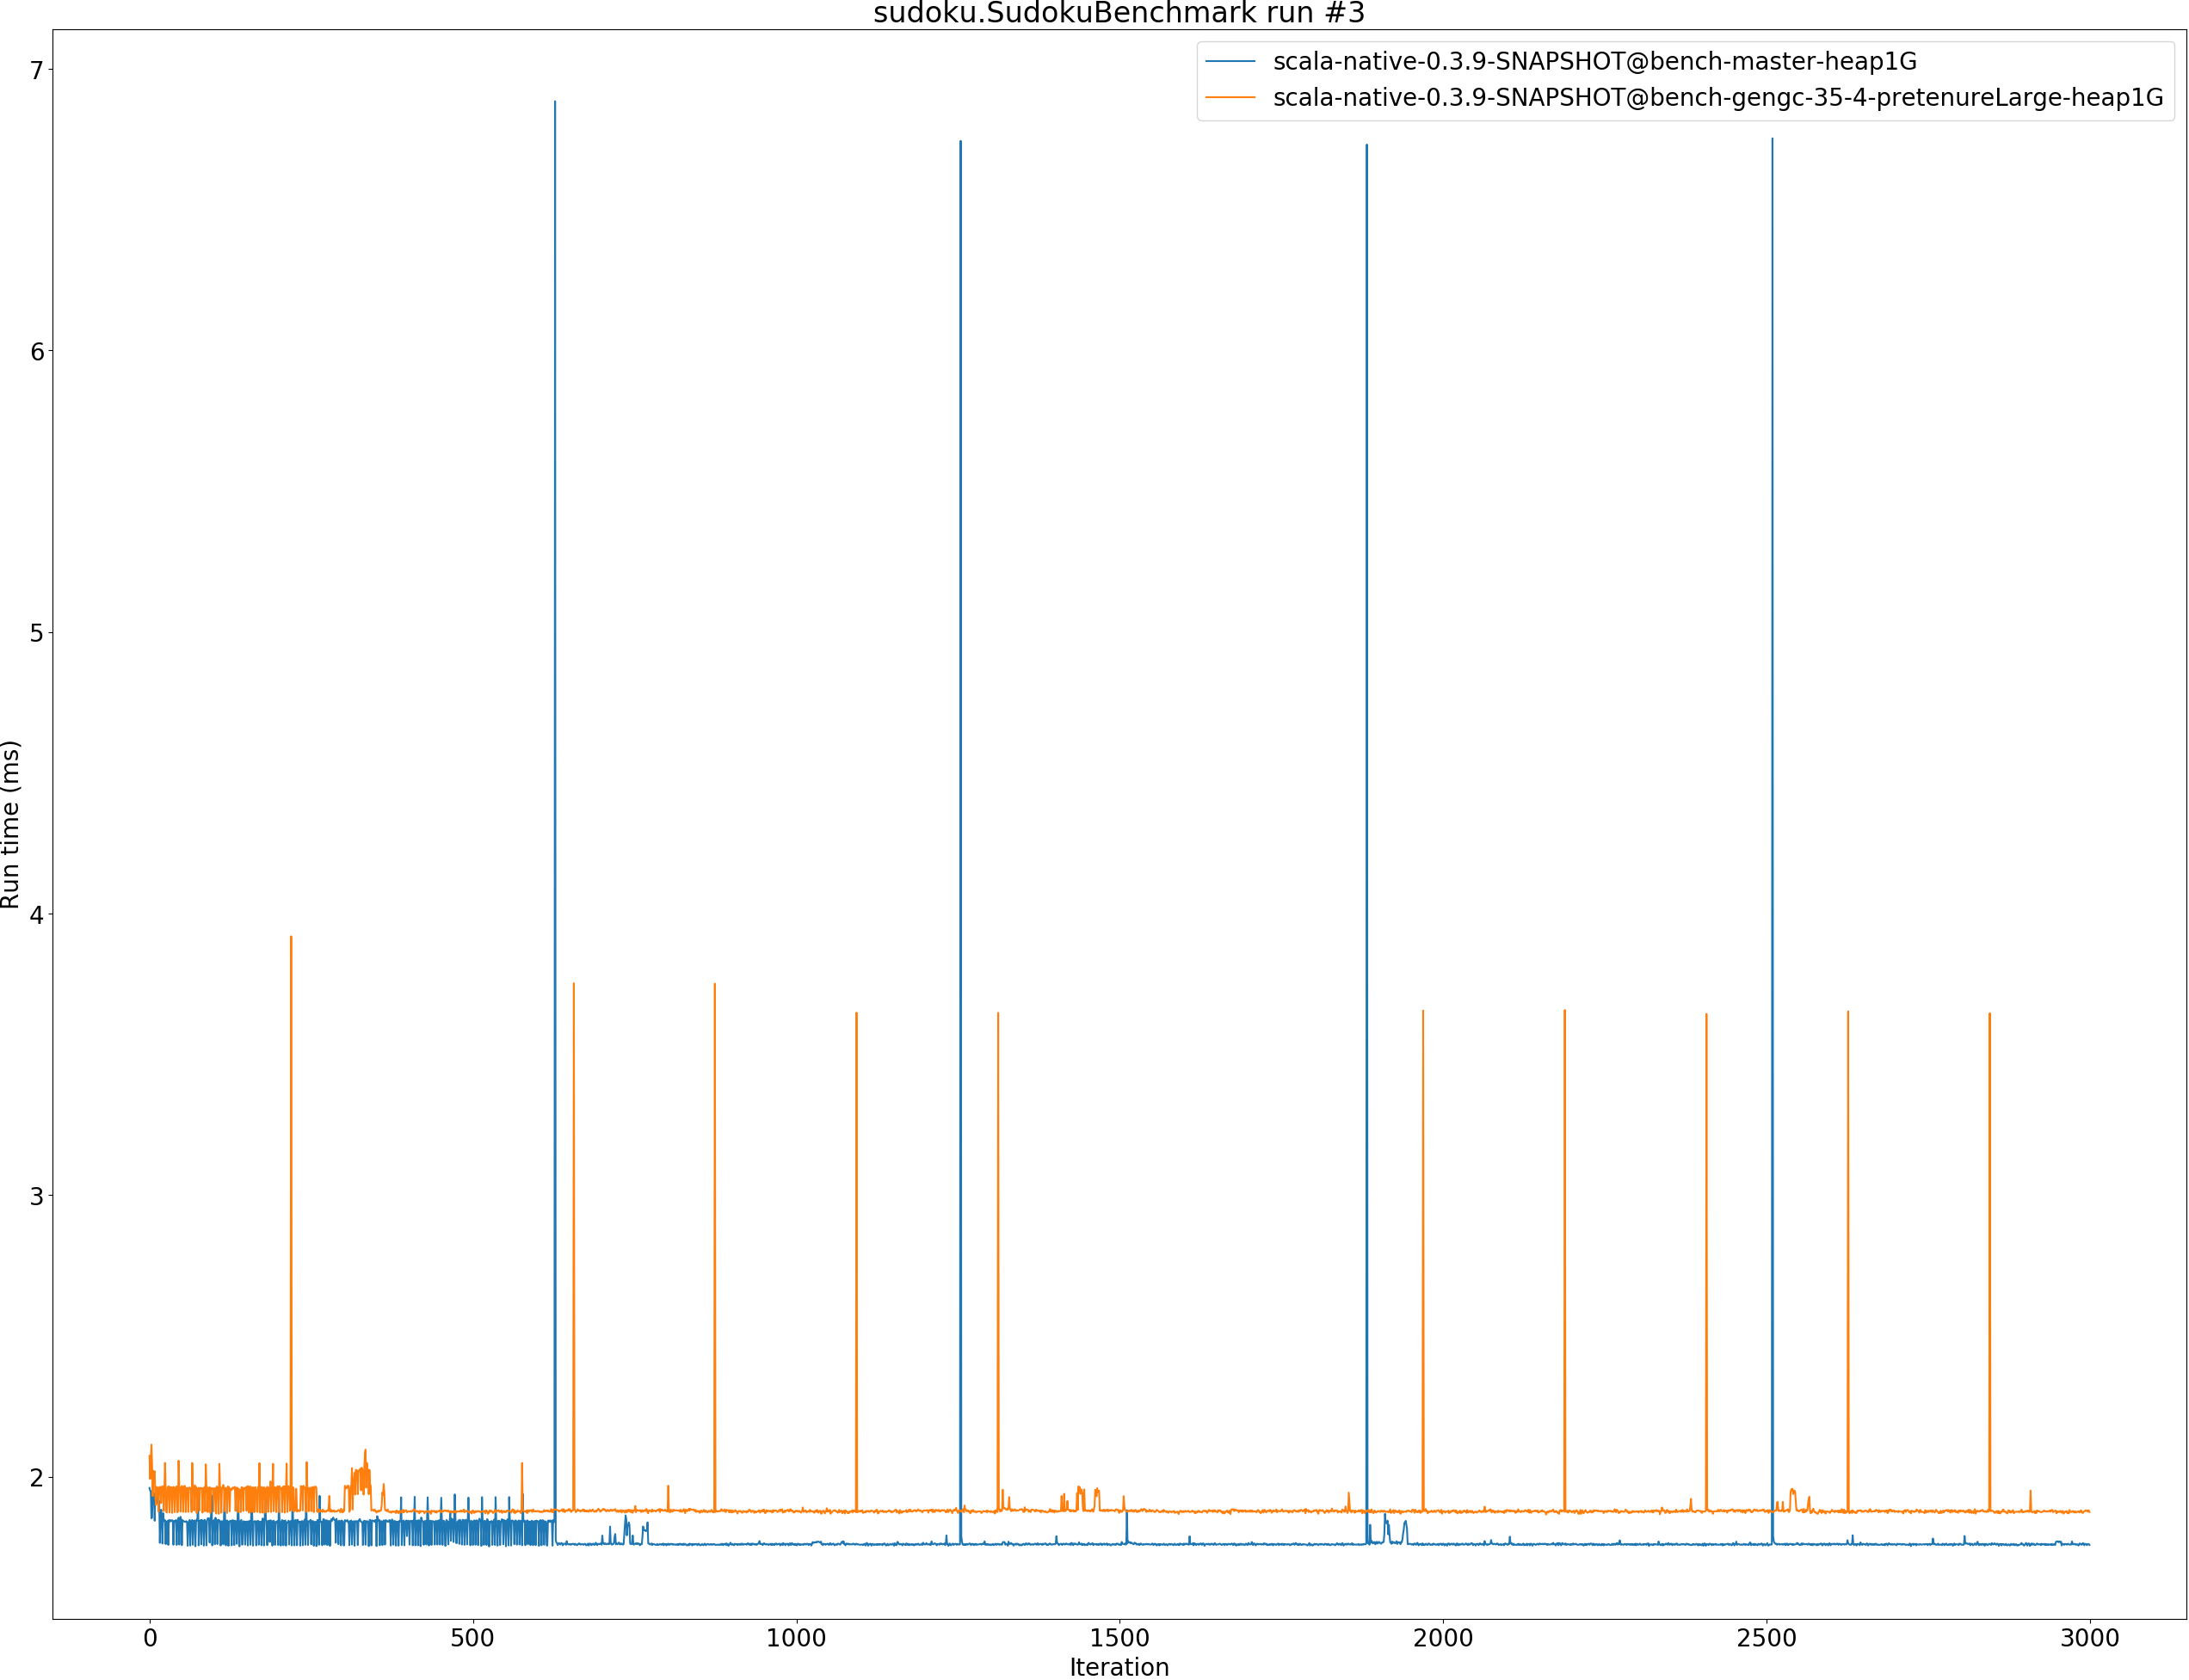 sudoku.SudokuBenchmark run #3
scala-native-0.3.9-SNAPSHOT@bench-master-heap1G
scala-native-0.3.9-SNAPSHOT@bench-gengc-35-4-pretenureLarge-heap1G
7
6
5
4
3
2
Run time (ms)
0 500 1000 1500 2000 2500 3000
Iteration